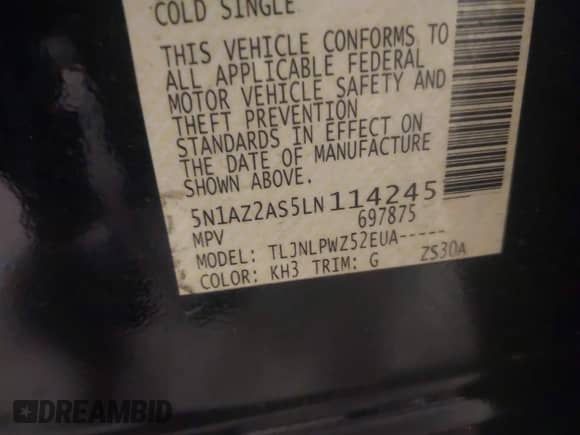 COLD SINGLE
THIS VEHICLE CONFORMS TO
ALL APPLICABLE FEDERAL
MOTOR VEHICLE SAFETY AND
THEFT PREVENTION
STANDARDS IN EFFECT ON
THE DATE OF MANUFACTURE
SHOWN ABOVE.
5N1AZ2AS5LN114245
MPV 697875
MODEL: TLJNLPWZ52EUA-----
COLOR: KH3 TRIM: G ZS30A
DREAMBID